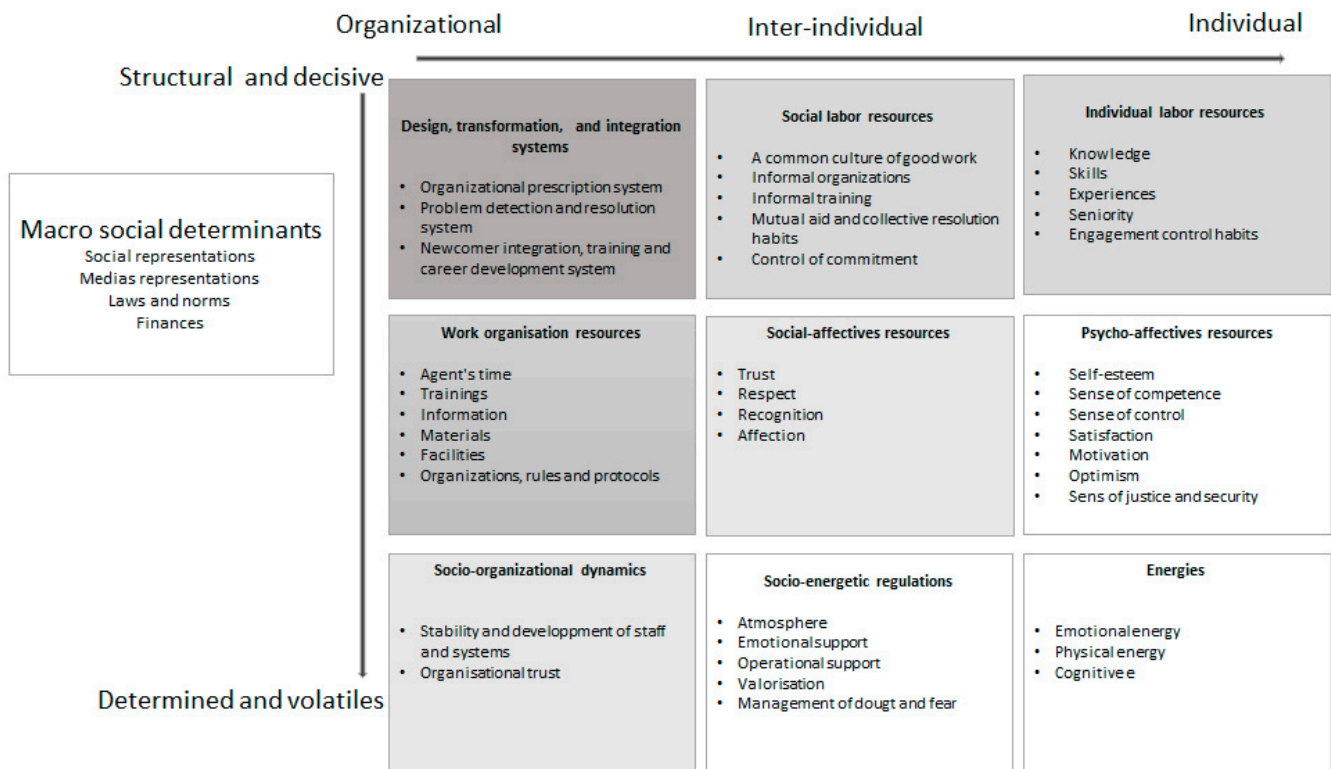 Organizational
Inter-individual
Individual
Structural and decisive
Macro social determinants
Social representations
Medias representations
Laws and norms
Finances
Determined and volatiles
Design, transformation, and integration
systems
• Organizational prescription system
• Problem detection and resolution
system
• Newcomer integration, training and
career development system
Social labor resources
• A common culture of good work
• Informal organizations
• Informal training
• Mutual aid and collective resolution
habits
• Control of commitment
Individual labor resources
• Knowledge
• Skills
• Experiences
• Seniority
• Engagement control habits
Work organisation resources
• Agent's time
• Trainings
• Information
• Materials
• Facilities
• Organizations, rules and protocols
Social-affectives resources
• Trust
• Respect
• Recognition
• Affection
Psycho-affectives resources
• Self-esteem
• Sense of competence
• Sense of control
• Satisfaction
• Motivation
• Optimism
• Sens of justice and security
Socio-organizational dynamics
• Stability and developpment of staff
and systems
• Organisational trust
Socio-energetic regulations
• Atmosphere
• Emotional support
• Operational support
• Valorisation
• Management of dougt and fear
Energies
• Emotional energy
• Physical energy
• Cognitive e